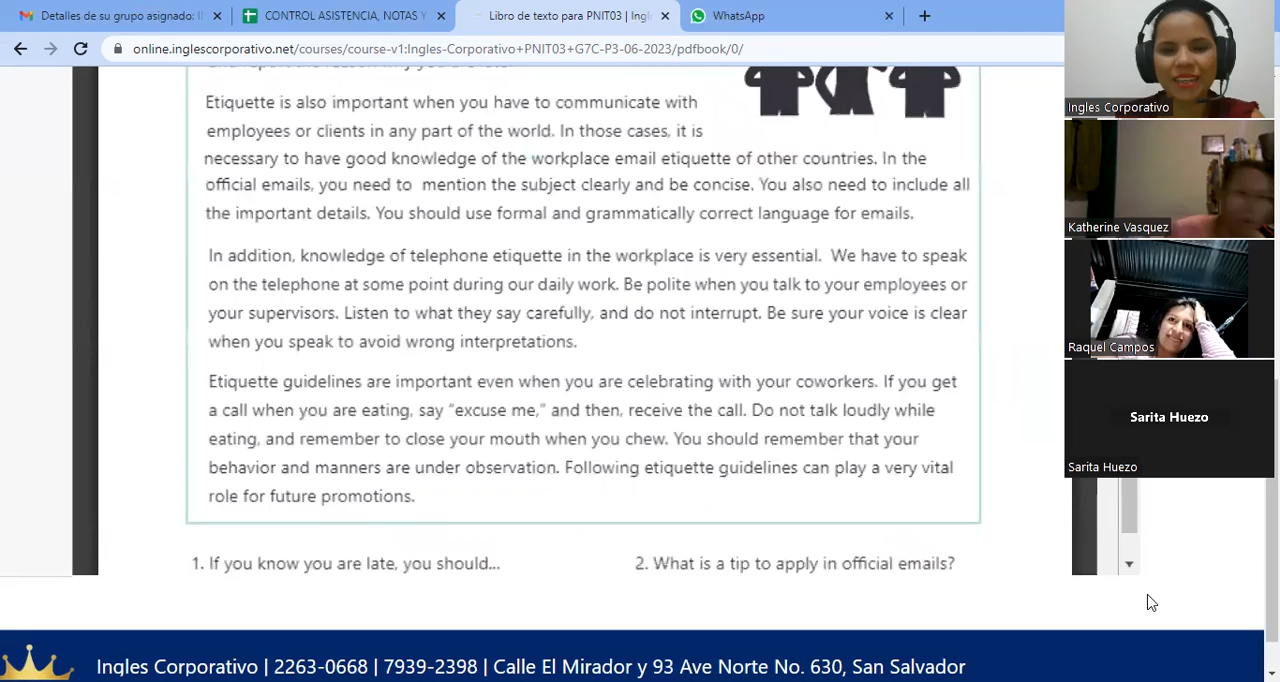 Detalles de su grupo asignado: II
CONTROL ASISTENCIA, NOTAS Y
Libro de texto para PNIT03 | Ingl
WhatsApp
online.inglescorporativo.net/courses/course-v1:Ingles-Corporativo+PNIT03+G7C-P3-06-2023/pdfbook/0/
Etiquette is also important when you have to communicate with
employees or clients in any part of the world. In those cases, it is
necessary to have good knowledge of the workplace email etiquette of other countries. In the
official emails, you need to mention the subject clearly and be concise. You also need to include all
the important details. You should use formal and grammatically correct language for emails.
In addition, knowledge of telephone etiquette in the workplace is very essential. We have to speak
on the telephone at some point during our daily work. Be polite when you talk to your employees or
your supervisors. Listen to what they say carefully, and do not interrupt. Be sure your voice is clear
when you speak to avoid wrong interpretations.
Etiquette guidelines are important even when you are celebrating with your coworkers. If you get
a call when you are eating, say “excuse me,” and then, receive the call. Do not talk loudly while
eating, and remember to close your mouth when you chew. You should remember that your
behavior and manners are under observation. Following etiquette guidelines can play a very vital
role for future promotions.
1. If you know you are late, you should...
2. What is a tip to apply in official emails?
Ingles Corporativo | 2263-0668 | 7939-2398 | Calle El Mirador y 93 Ave Norte No. 630, San Salvador
Ingles Corporativo
Katherine Vasquez
Raquel Campos
Sarita Huezo
Sarita Huezo